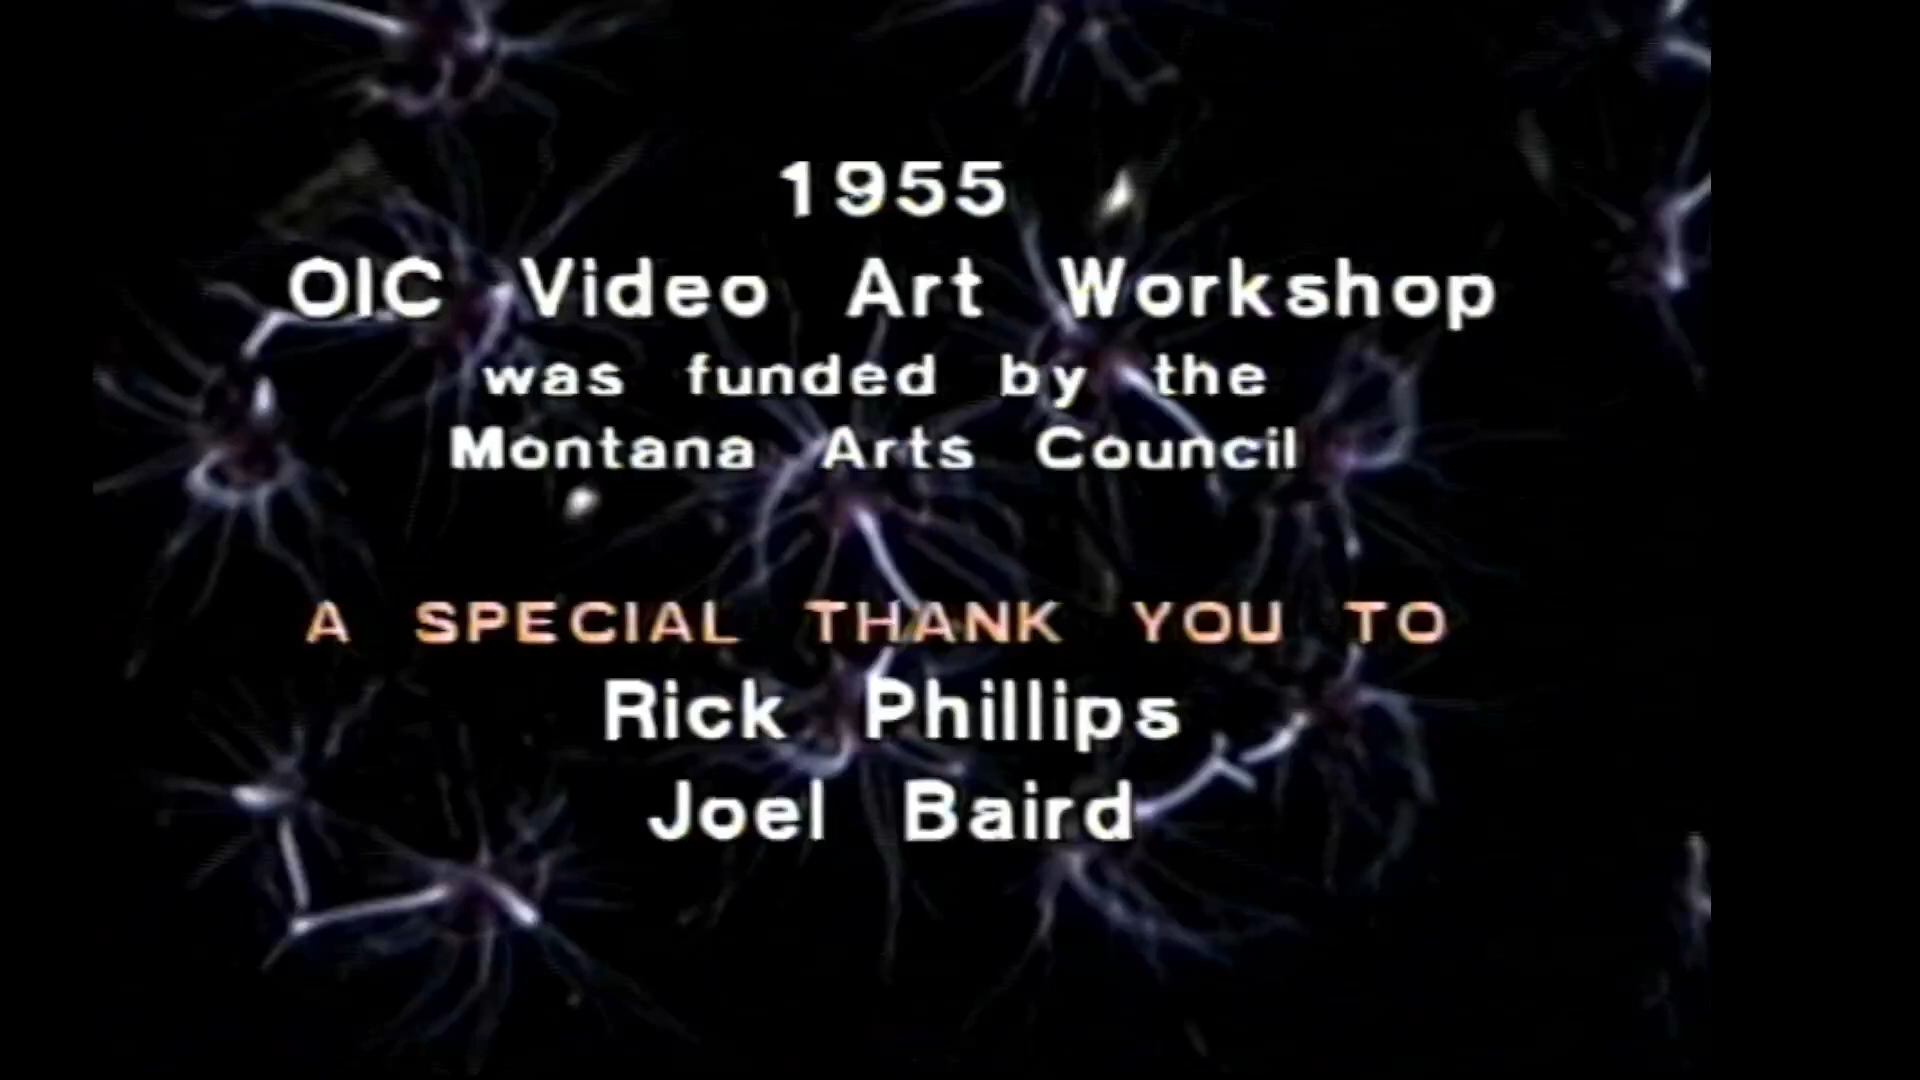 1955
OIC Video Art Workshop
was funded by the
Montana Arts Council
A SPECIAL THANK YOU TO
Rick Phillips
Joel Baird